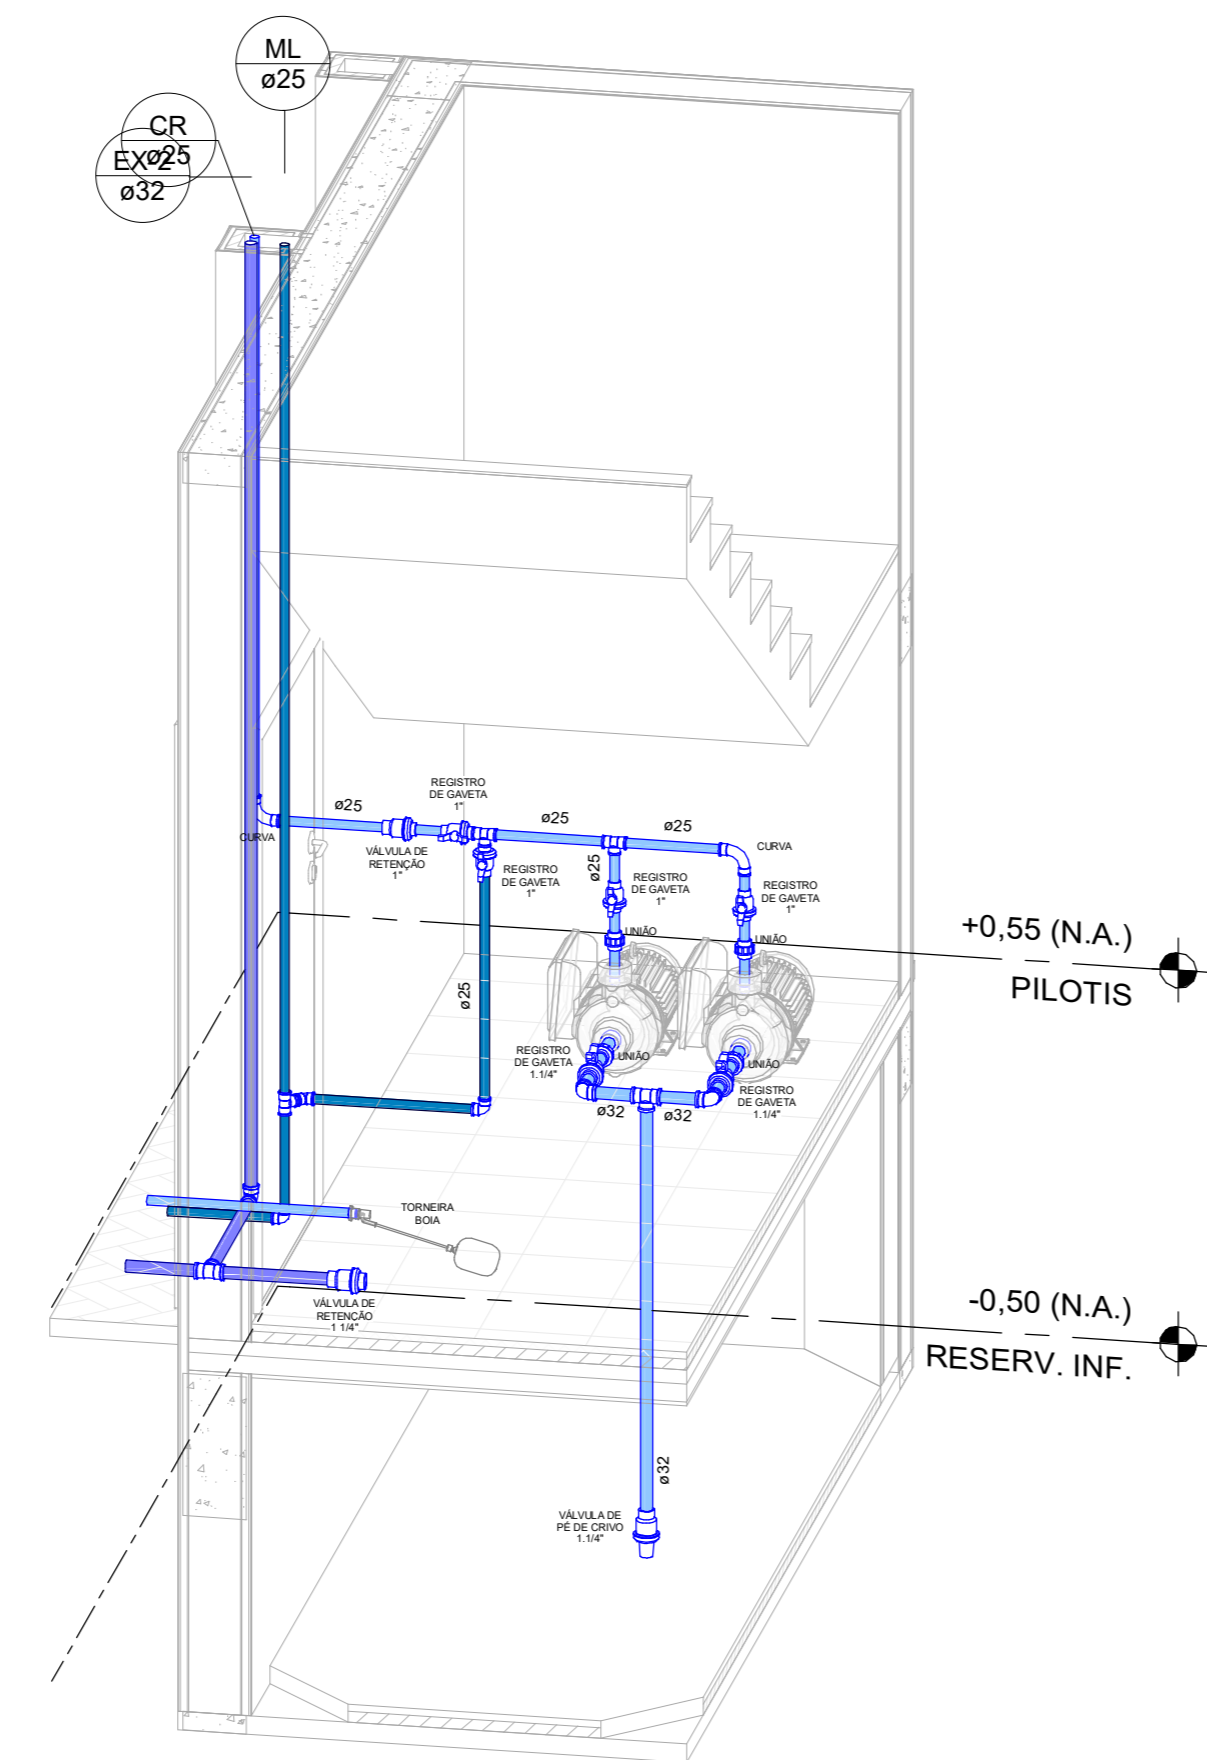 ML
ø25
CR
ø25
EX-2
ø32
REGISTRO
DE GAVETA
1"
ø25
CURVA
VÁLVULA DE
RETENÇÃO
1"
ø25
ø25
CURVA
REGISTRO
DE GAVETA
1"
ø25
REGISTRO
DE GAVETA
1"
REGISTRO
DE GAVETA
1"
UNIÃO
UNIÃO
+0,55 (N.A.)
PILOTIS
ø25
REGISTRO
DE GAVETA
1.1/4"
UNIÃO
UNIÃO
REGISTRO
DE GAVETA
1.1/4"
ø32
ø32
TORNEIRA
BOIA
VÁLVULA DE
RETENÇÃO
1 1/4"
-0,50 (N.A.)
RESERV. INF.
ø32
VÁLVULA DE
PÉ DE CRIVO
1.1/4"